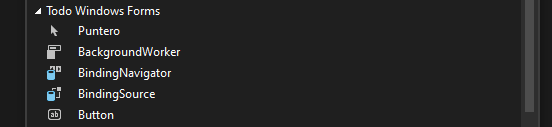 Todo Windows Forms
Puntero
BackgroundWorker
BindingNavigator
BindingSource
Button